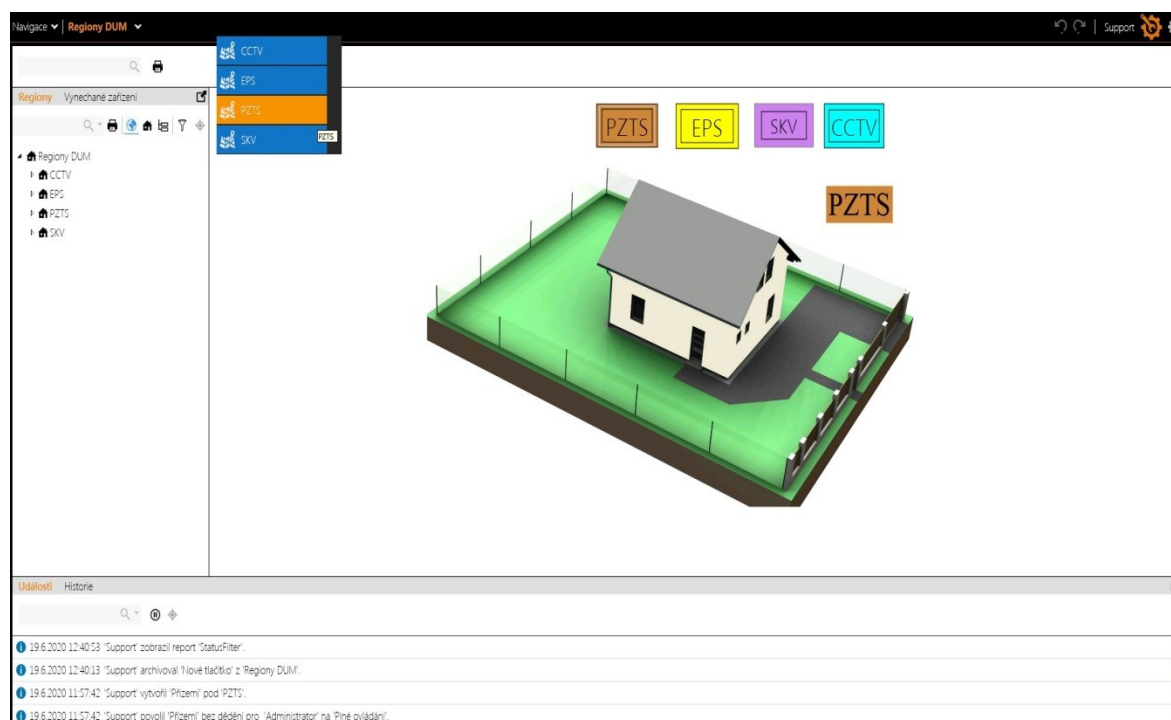 Navigace Regiony DUM
Support
CCTV
EPS
PZTS
SKV
PZTS
Regiony Vynechané zařízení
Regiony DUM
CCTV
EPS
PZTS
SKV
PZTS EPS SKV CCTV
PZTS
Události Historie
19.6.2020 12:40:53 'Support' zobrazil report 'StatusFilter'.
19.6.2020 12:40:13 'Support' archivoval 'Nové tlačítko' z 'Regiony DUM'.
19.6.2020 11:57:42 'Support' vytvořil 'Přízemí' pod 'PZTS'.
19.6.2020 11:57:42 'Support' povolil 'Přízemí' bez dědění pro 'Administrator' na 'Plné ovládání'.